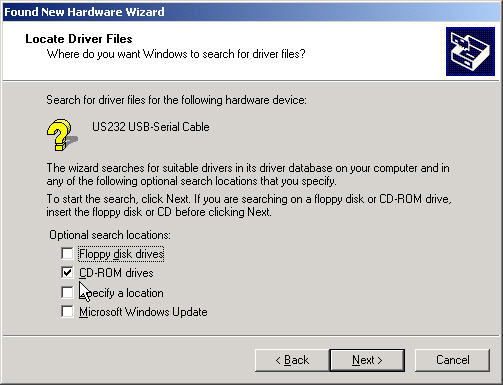 Found New Hardware Wizard
Locate Driver Files
Where do you want Windows to search for driver files?
Search for driver files for the following hardware device:
US232 USB-Serial Cable
The wizard searches for suitable drivers in its driver database on your computer and in
any of the following optional search locations that you specify.
To start the search, click Next. If you are searching on a floppy disk or CD-ROM drive,
insert the floppy disk or CD before clicking Next.
Optional search locations:
Floppy disk drives
CD-ROM drives
Specify a location
Microsoft Windows Update
< Back
Next >
Cancel